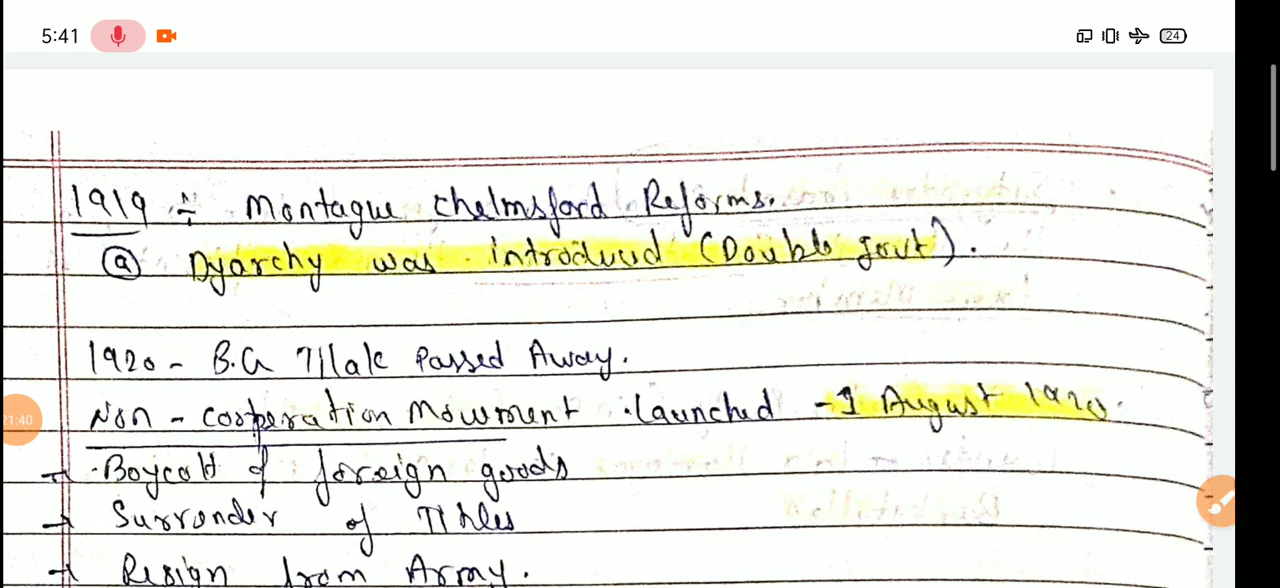 5:41
24
1919 ÷ Montague Chelmsford Reforms.
(a) Dyarchy was introduced (Double govt).
1920 - B.G Tilak Passed Away.
Non - cooperation Movement . Launched - 1 August 1920.
21:40
→ Boycott of foreign goods
→ Surrender of Titles
→ Resign from Army.